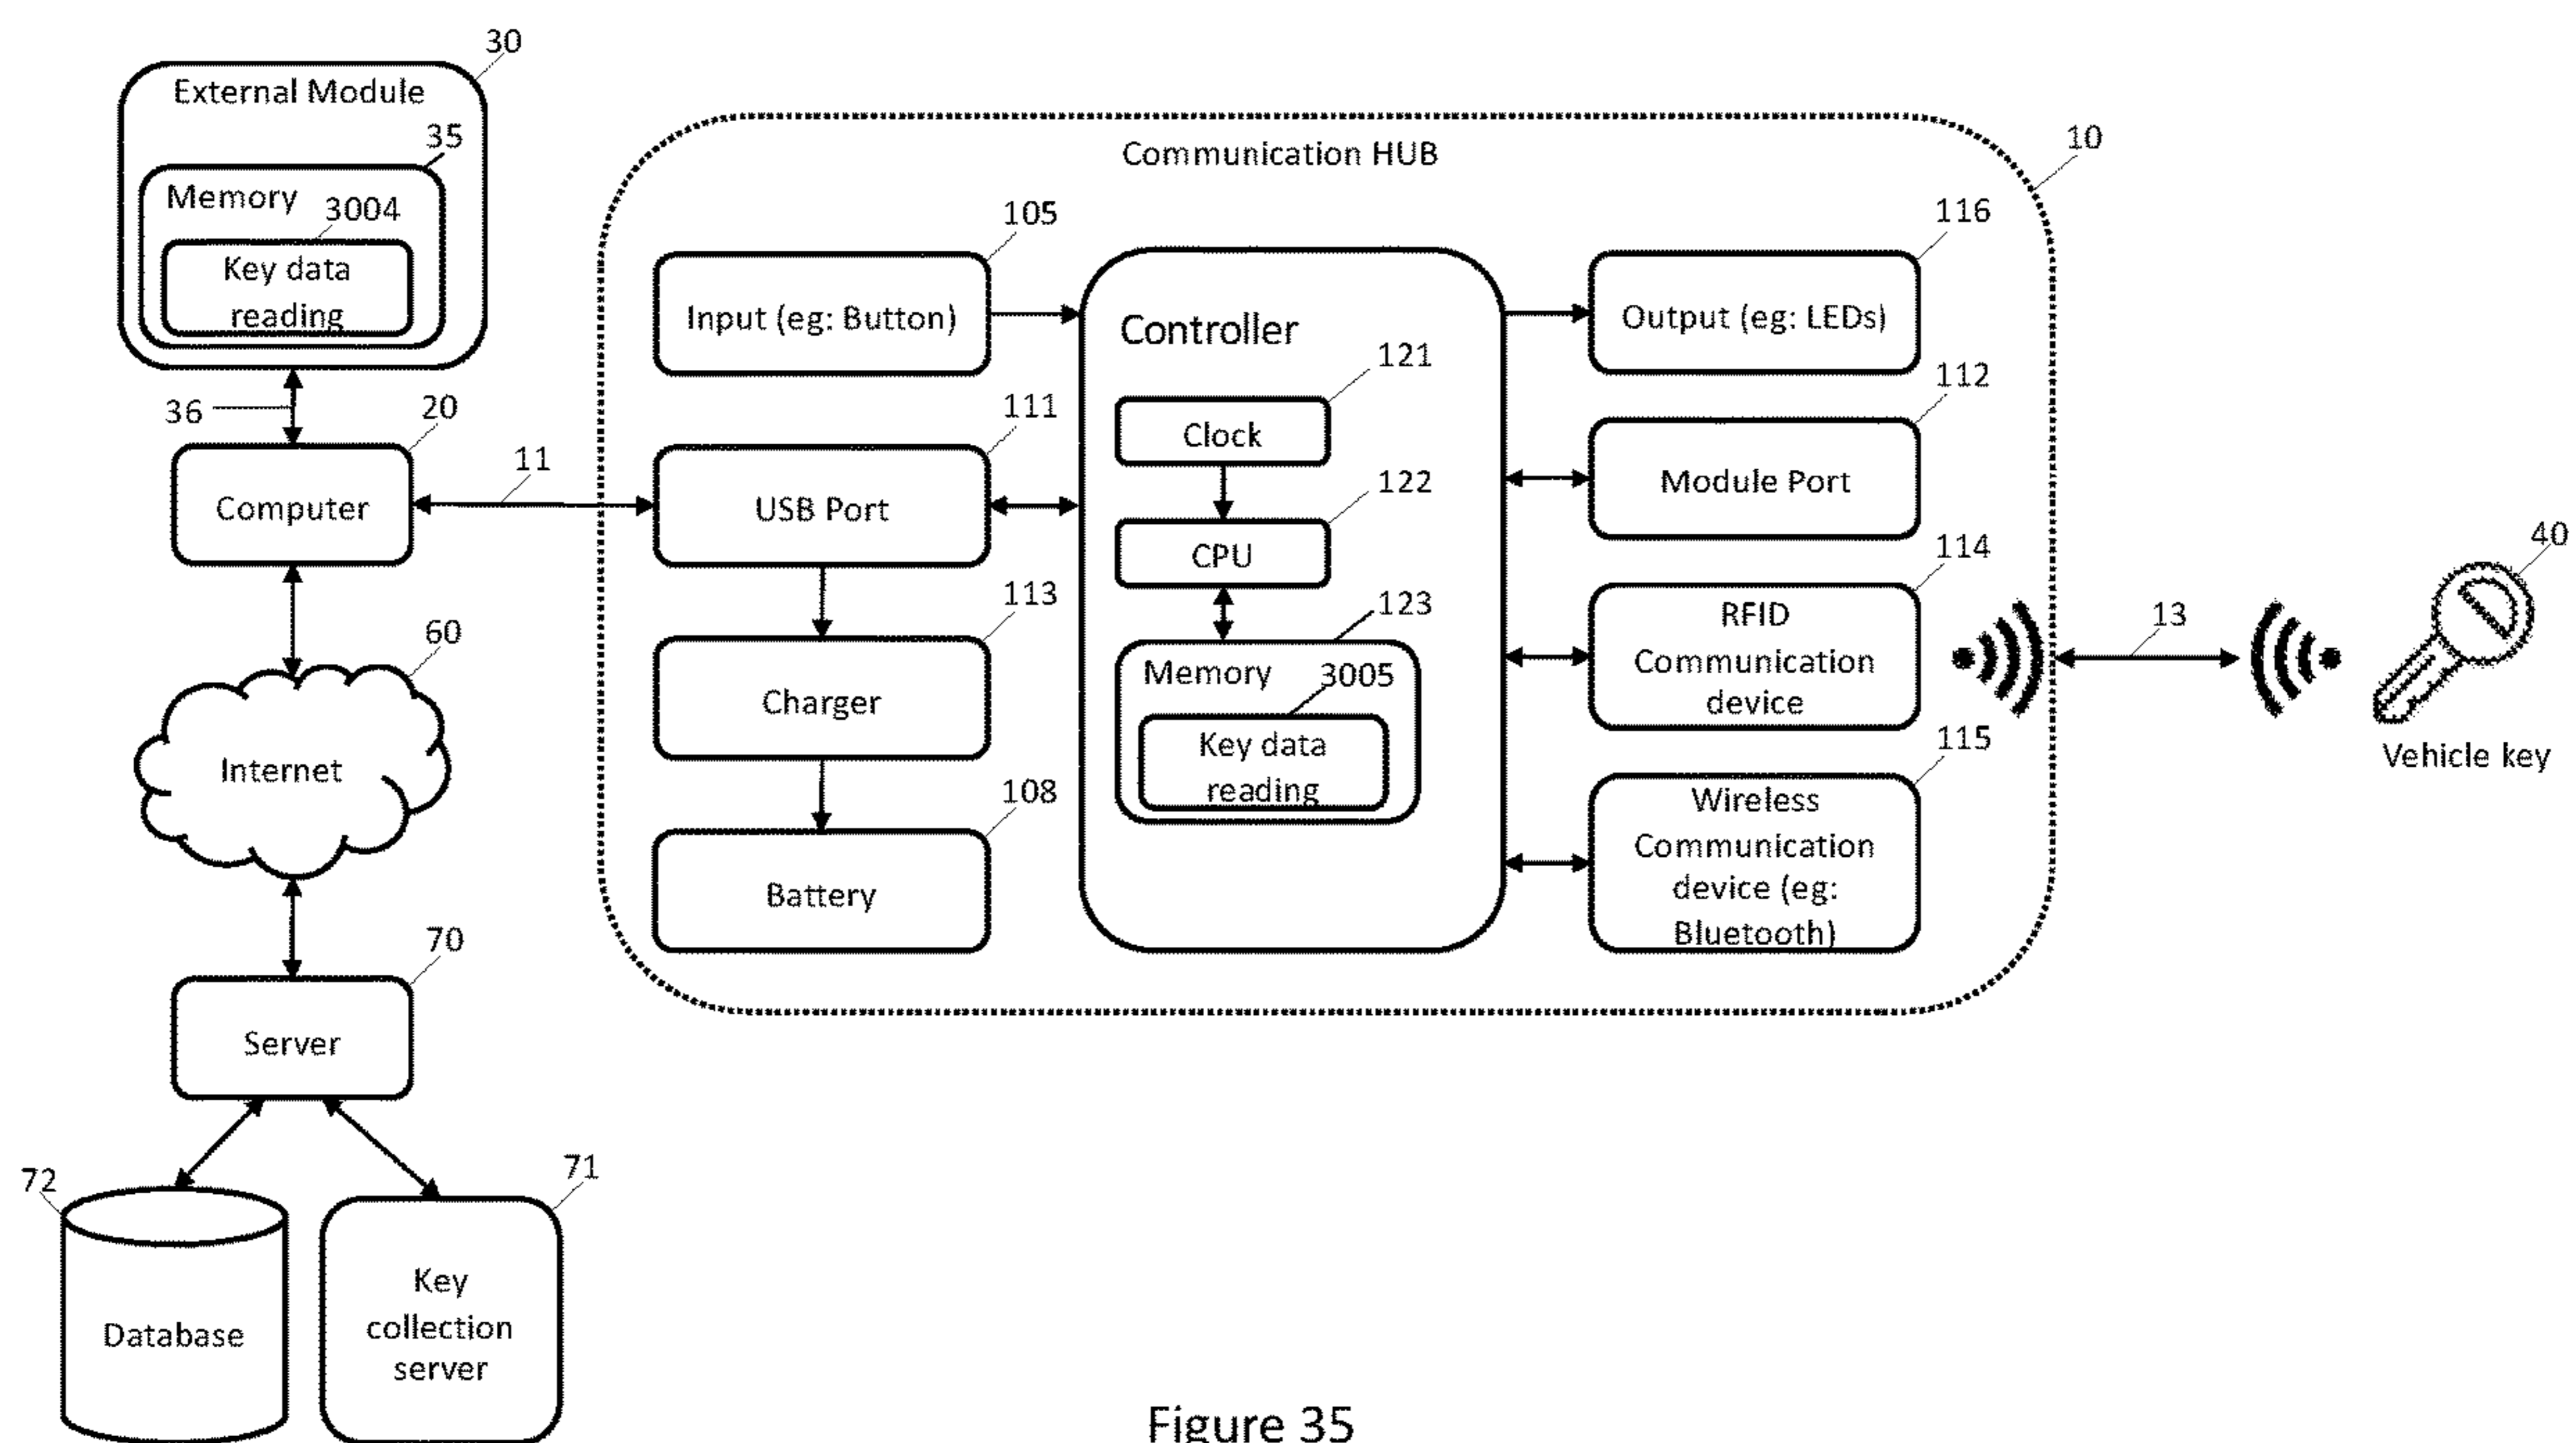 30
External Module
35
Memory
3004
Key data
reading
36
20
Computer
11
60
Internet
70
Server
72
71
Database
Key
collection
server
Communication HUB
10
105
Input (eg: Button)
111
USB Port
113
Charger
108
Battery
Controller
121
Clock
122
CPU
123
Memory
3005
Key data
reading
116
Output (eg: LEDs)
112
Module Port
114
RFID
Communication
device
115
Wireless
Communication
device (eg:
Bluetooth)
13
40
Vehicle key
Figure 35